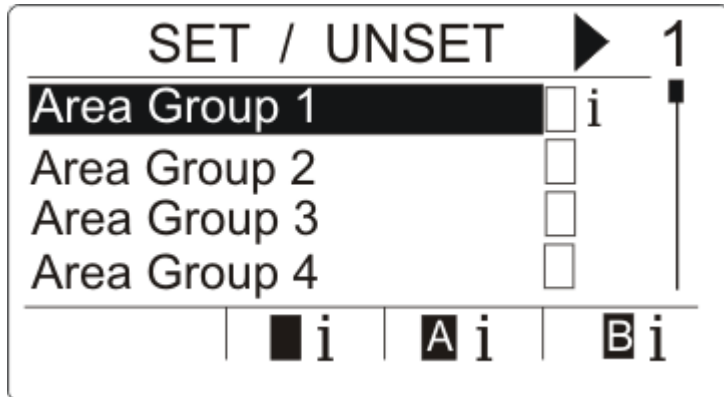 SET / UNSET ▶ 1
Area Group 1 i
Area Group 2
Area Group 3
Area Group 4
i A i B i